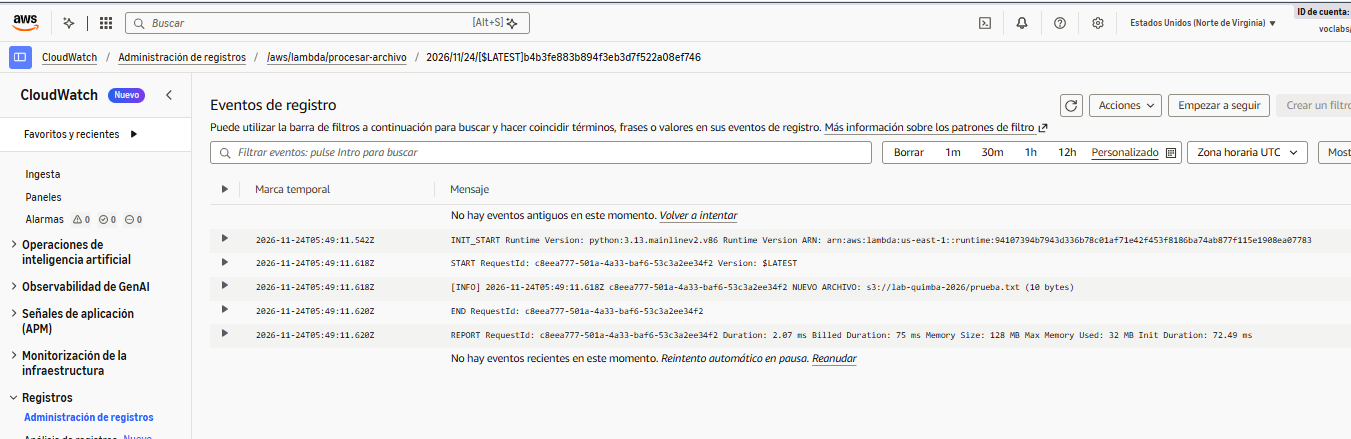 aws
Buscar [Alt+S]
Estados Unidos (Norte de Virginia)
ID de cuenta:
voclabs/
CloudWatch
Administración de registros
/aws/lambda/procesar-archivo
2026/11/24/[$LATEST]b4b3fe883b894f3eb3d7f522a08ef746
CloudWatch Nuevo
Favoritos y recientes
Ingesta
Paneles
Alarmas 0 0 0
Operaciones de
inteligencia artificial
Observabilidad de GenAI
Señales de aplicación
(APM)
Monitorización de la
infraestructura
Registros
Administración de registros
Análisis de registros Nuevo
Eventos de registro
Acciones
Empezar a seguir
Crear un filtro
Puede utilizar la barra de filtros a continuación para buscar y hacer coincidir términos, frases o valores en sus eventos de registro. Más información sobre los patrones de filtro
Filtrar eventos: pulse Intro para buscar
Borrar 1m 30m 1h 12h Personalizado
Zona horaria UTC
Most
Marca temporal Mensaje
No hay eventos antiguos en este momento. Volver a intentar
2026-11-24T05:49:11.542Z INIT_START Runtime Version: python:3.13.mainlinev2.v86 Runtime Version ARN: arn:aws:lambda:us-east-1::runtime:94107394b7943d336b78c01af71e42f453f8186ba74ab877f115e1908ea07783
2026-11-24T05:49:11.618Z START RequestId: c8eea777-501a-4a33-baf6-53c3a2ee34f2 Version: $LATEST
2026-11-24T05:49:11.618Z [INFO] 2026-11-24T05:49:11.618Z c8eea777-501a-4a33-baf6-53c3a2ee34f2 NUEVO ARCHIVO: s3://lab-quimba-2026/prueba.txt (10 bytes)
2026-11-24T05:49:11.620Z END RequestId: c8eea777-501a-4a33-baf6-53c3a2ee34f2
2026-11-24T05:49:11.620Z REPORT RequestId: c8eea777-501a-4a33-baf6-53c3a2ee34f2 Duration: 2.07 ms Billed Duration: 75 ms Memory Size: 128 MB Max Memory Used: 32 MB Init Duration: 72.49 ms
No hay eventos recientes en este momento. Reintento automático en pausa. Reanudar